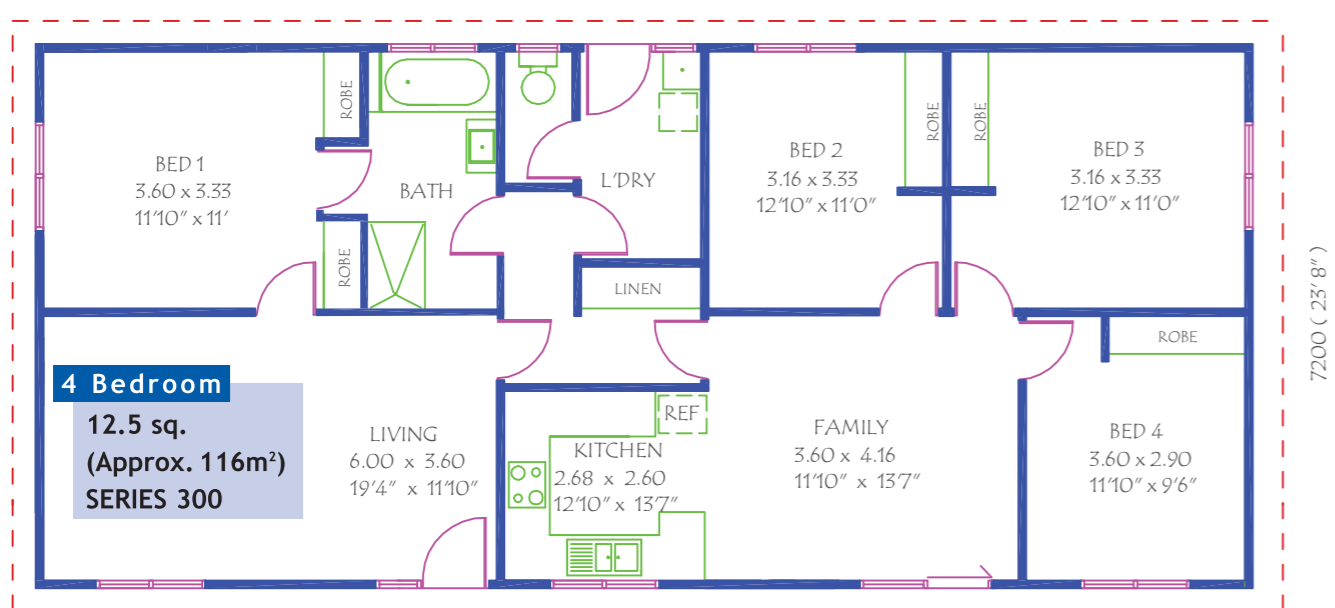 BED 1
3.60 x 3.33
11'10" x 11'
ROBE
ROBE
BATH
L'DRY
LINEN
BED 2
3.16 x 3.33
12'10" x 11'0"
ROBE
ROBE
BED 3
3.16 x 3.33
12'10" x 11'0"
7200 ( 23' 8" )
4 Bedroom
12.5 sq.
(Approx. 116m²)
SERIES 300
LIVING
6.00 x 3.60
19'4" x 11'10"
REF
KITCHEN
2.68 x 2.60
12'10" x 13'7"
FAMILY
3.60 x 4.16
11'10" x 13'7"
ROBE
BED 4
3.60 x 2.90
11'10" x 9'6"